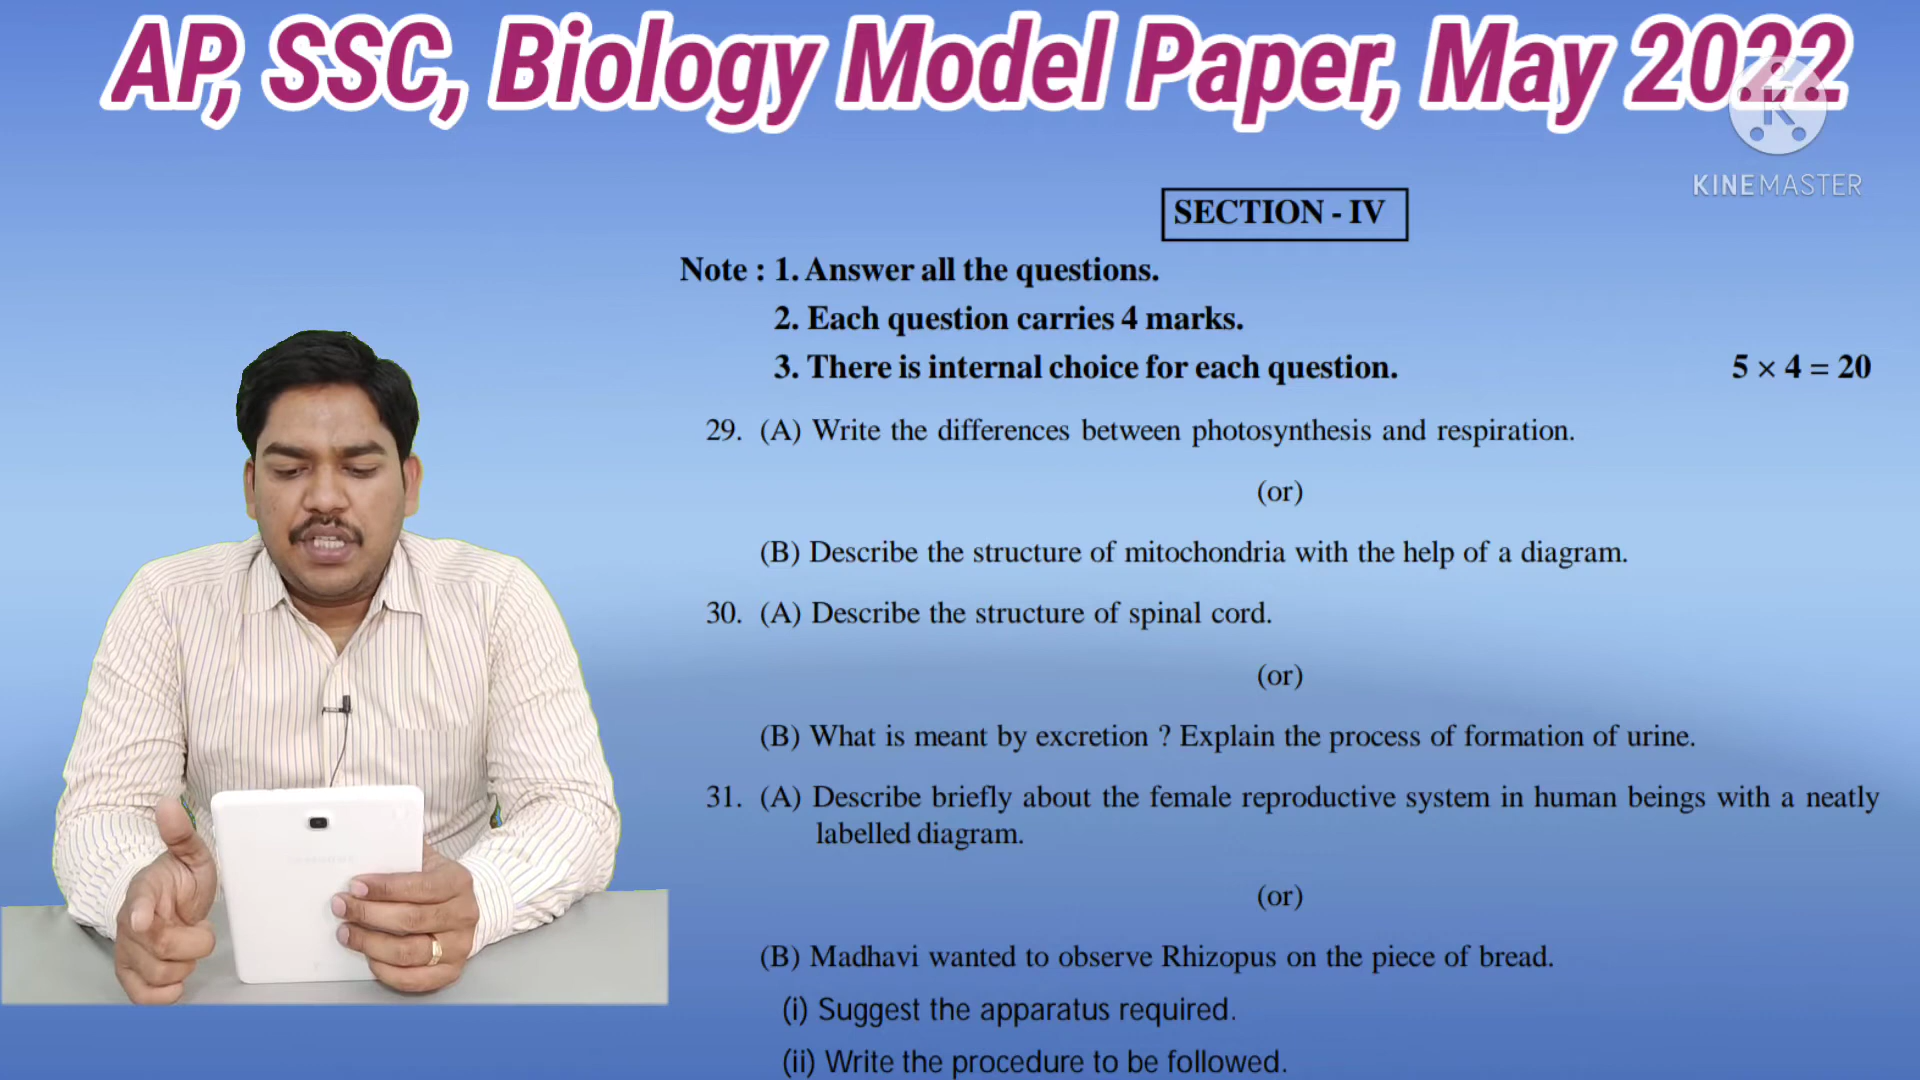 AP, SSC, Biology Model Paper, May 2022
KINEMASTER
SECTION - IV
Note : 1. Answer all the questions.
2. Each question carries 4 marks.
3. There is internal choice for each question. 5 × 4 = 20
29. (A) Write the differences between photosynthesis and respiration.
(or)
(B) Describe the structure of mitochondria with the help of a diagram.
30. (A) Describe the structure of spinal cord.
(or)
(B) What is meant by excretion ? Explain the process of formation of urine.
31. (A) Describe briefly about the female reproductive system in human beings with a neatly
labelled diagram.
(or)
(B) Madhavi wanted to observe Rhizopus on the piece of bread.
(i) Suggest the apparatus required.
(ii) Write the procedure to be followed.